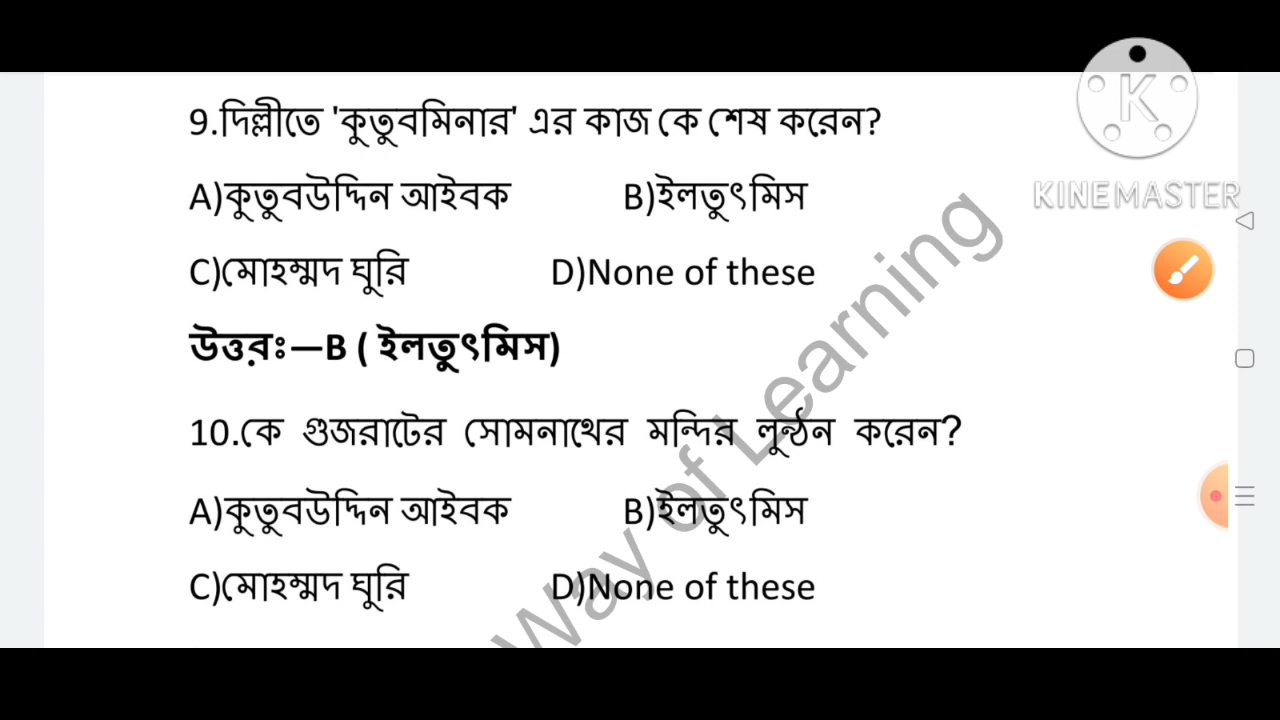 9.দিল্লীতে 'কুতুবমিনার' এর কাজ কে শেষ করেন?
A)কুতুবউদ্দিন আইবক B)ইলতুৎমিস
C)মোহম্মদ ঘুরি D)None of these
উত্তরঃ—B ( ইলতুৎমিস)
10.কে গুজরাটের সোমনাথের মন্দির লুন্ঠন করেন?
A)কুতুবউদ্দিন আইবক B)ইলতুৎমিস
C)মোহম্মদ ঘুরি D)None of these
Way of Learning
K
KINEMASTER